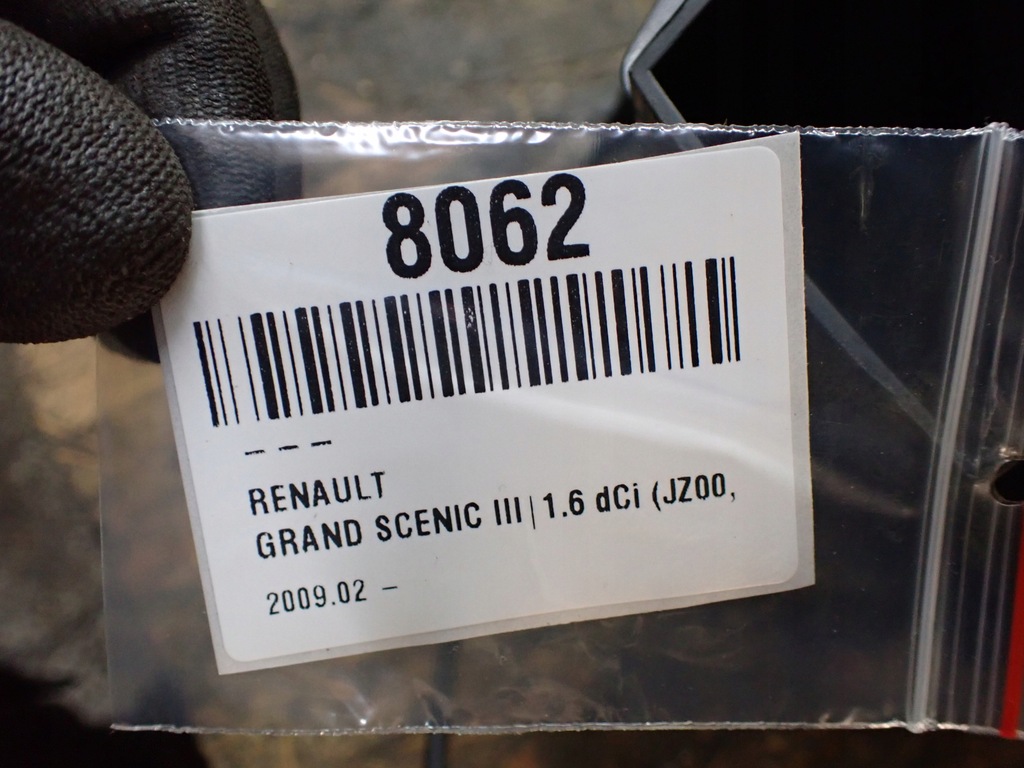 8062
– – –
RENAULT
GRAND SCENIC III | 1.6 dCi (JZ00,
2009.02 –